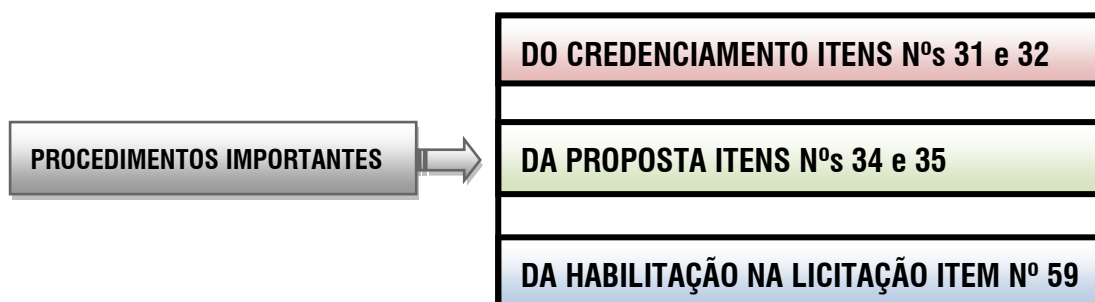 PROCEDIMENTOS IMPORTANTES
DO CREDENCIAMENTO ITENS Nºs 31 e 32
DA PROPOSTA ITENS Nºs 34 e 35
DA HABILITAÇÃO NA LICITAÇÃO ITEM Nº 59